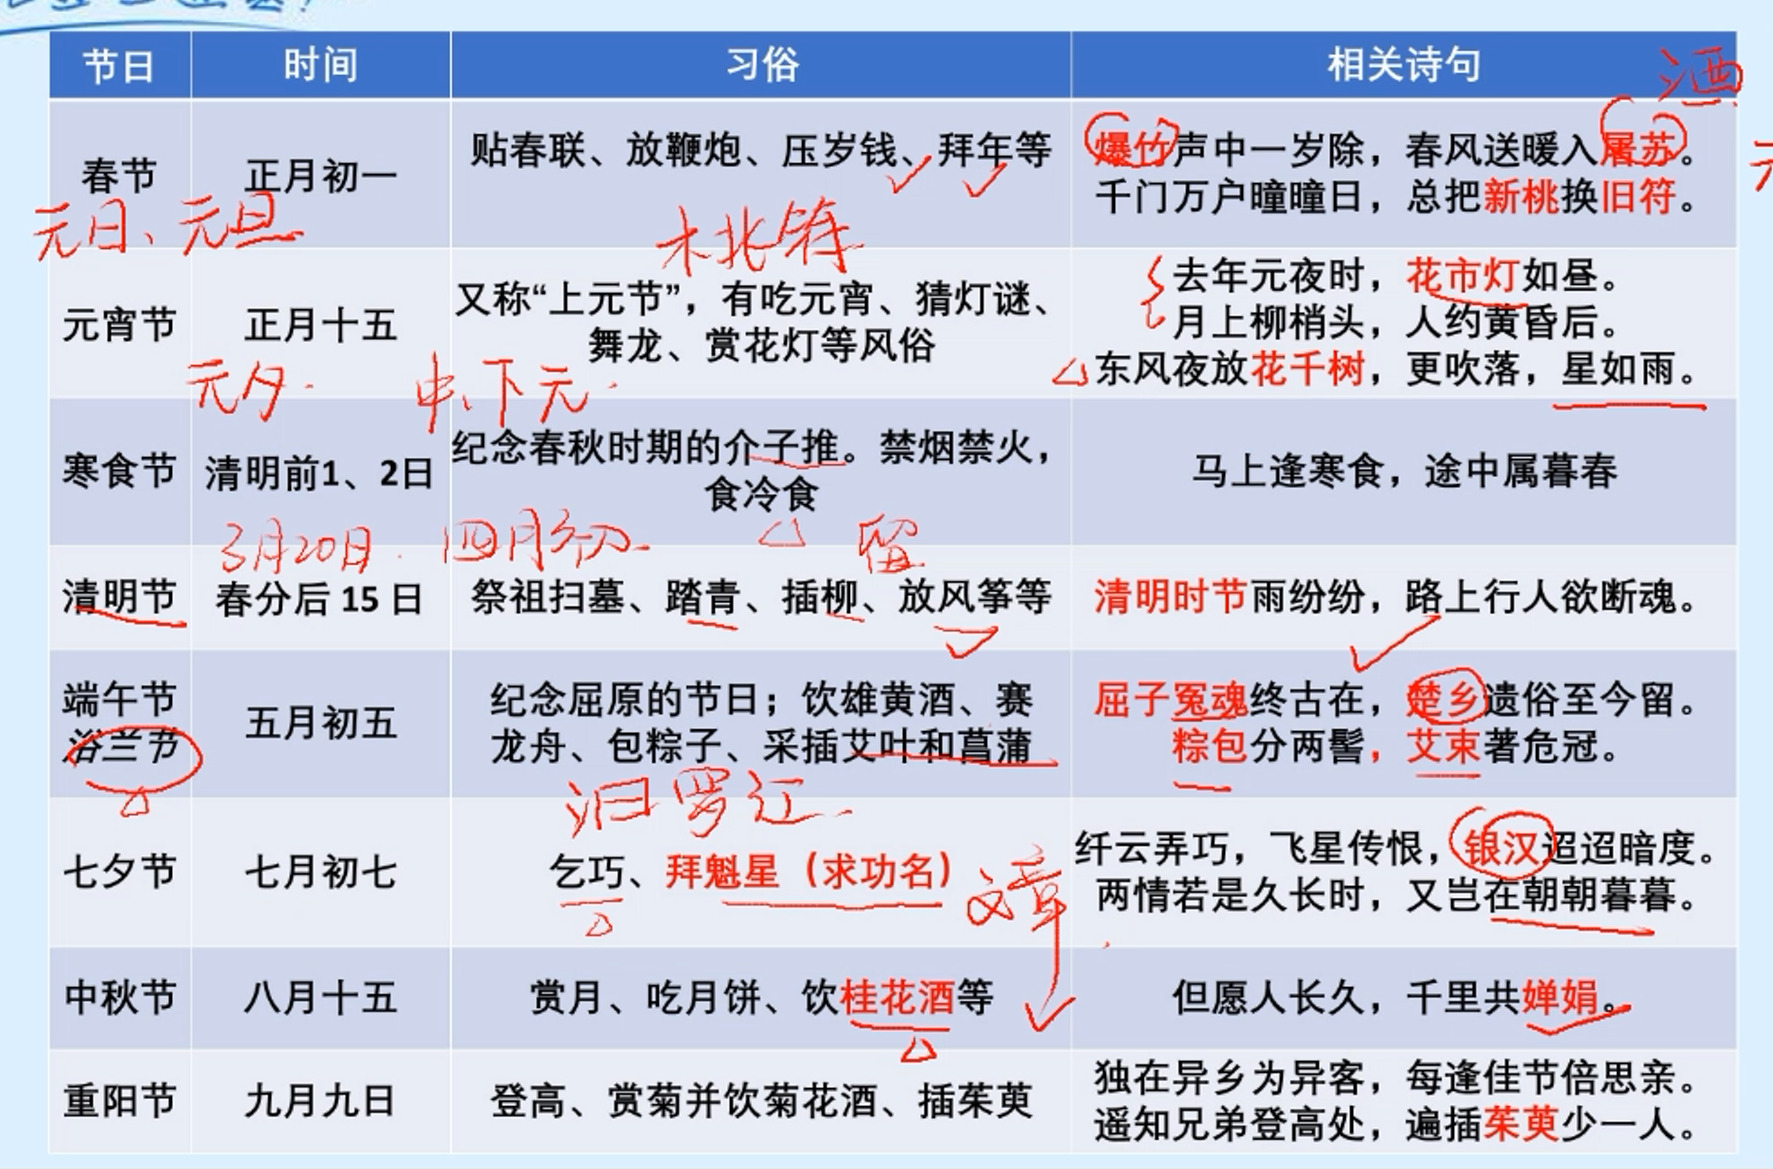 节日 时间 习俗 相关诗句
酒
春节 正月初一 贴春联、放鞭炮、压岁钱、拜年等 爆竹声中一岁除，春风送暖入屠苏。
千门万户曈曈日，总把新桃换旧符。
元日、元旦
木 符
元宵节 正月十五 又称“上元节”，有吃元宵、猜灯谜、
舞龙、赏花灯等风俗
去年元夜时，花市灯如昼。
月上柳梢头，人约黄昏后。
东风夜放花千树，更吹落，星如雨。
元夕. 中、下元.
寒食节 清明前1、2日 纪念春秋时期的介子推。禁烟禁火，
食冷食
马上逢寒食，途中属暮春
3月20日. 四月初 留
清明节 春分后 15 日 祭祖扫墓、踏青、插柳、放风筝等 清明时节雨纷纷，路上行人欲断魂。
端午节
浴兰节
五月初五 纪念屈原的节日；饮雄黄酒、赛
龙舟、包粽子、采插艾叶和菖蒲
屈子冤魂终古在，楚乡遗俗至今留。
粽包分两髻，艾束著危冠。
汨罗江
七夕节 七月初七 乞巧、拜魁星（求功名）
文章
纤云弄巧，飞星传恨，银汉迢迢暗度。
两情若是久长时，又岂在朝朝暮暮。
中秋节 八月十五 赏月、吃月饼、饮桂花酒等 但愿人长久，千里共婵娟。
重阳节 九月九日 登高、赏菊并饮菊花酒、插茱萸 独在异乡为异客，每逢佳节倍思亲。
遥知兄弟登高处，遍插茱萸少一人。